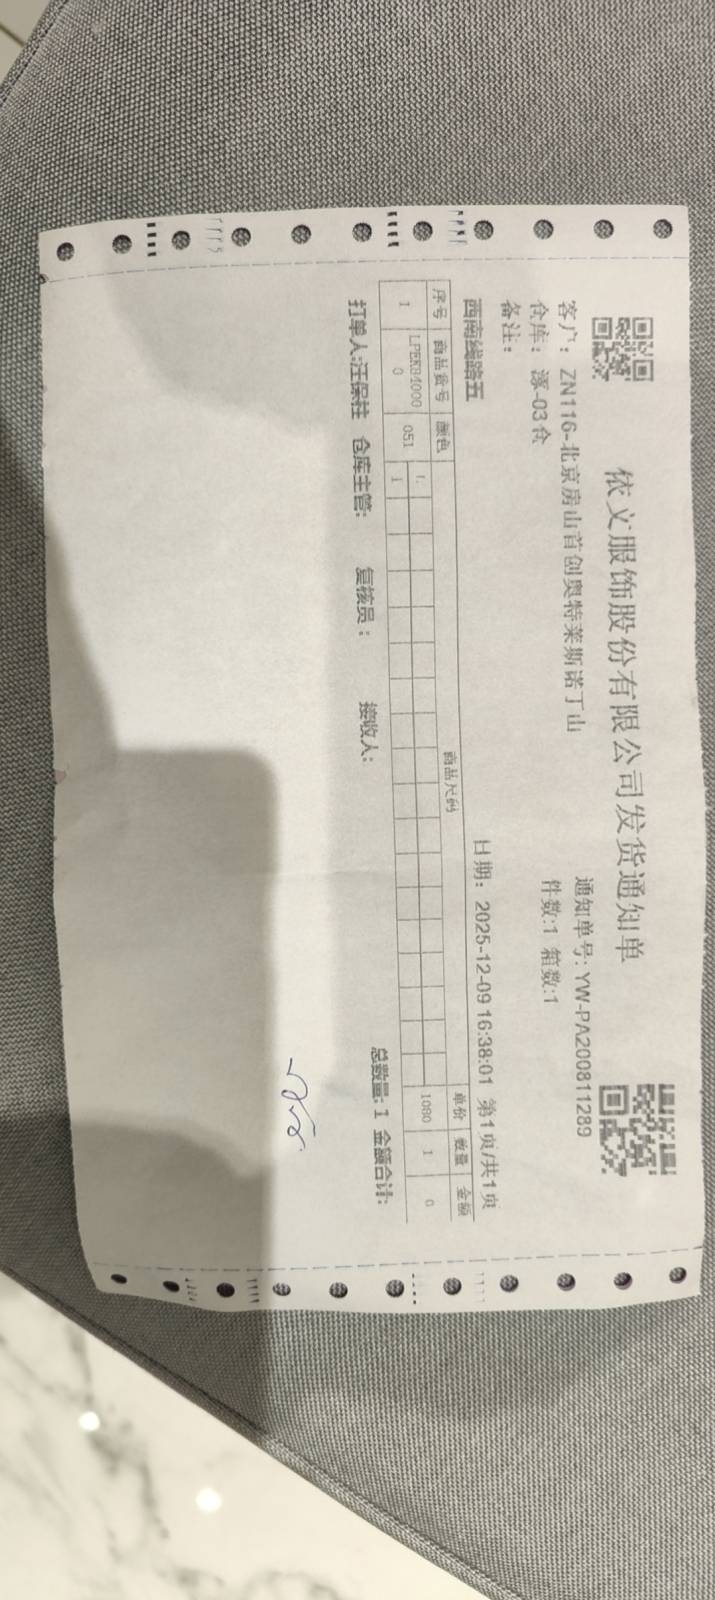 依文服饰股份有限公司发货通知单
客户: ZN116-北京房山首创奥特莱斯诺丁山 通知单号: YW-PA200811289
仓库: 涿-03仓 件数:1 箱数:1
备注:
西南线路五 日期: 2025-12-09 16:38:01 第1页/共1页
序号 商品货号 颜色 商品尺码 单价 数量 金额
1 LPEKB40000 051 1 1080 1 0
打单人:汪保柱 仓库主管: 复核员: 接收人: 总数量: 1 金额合计: